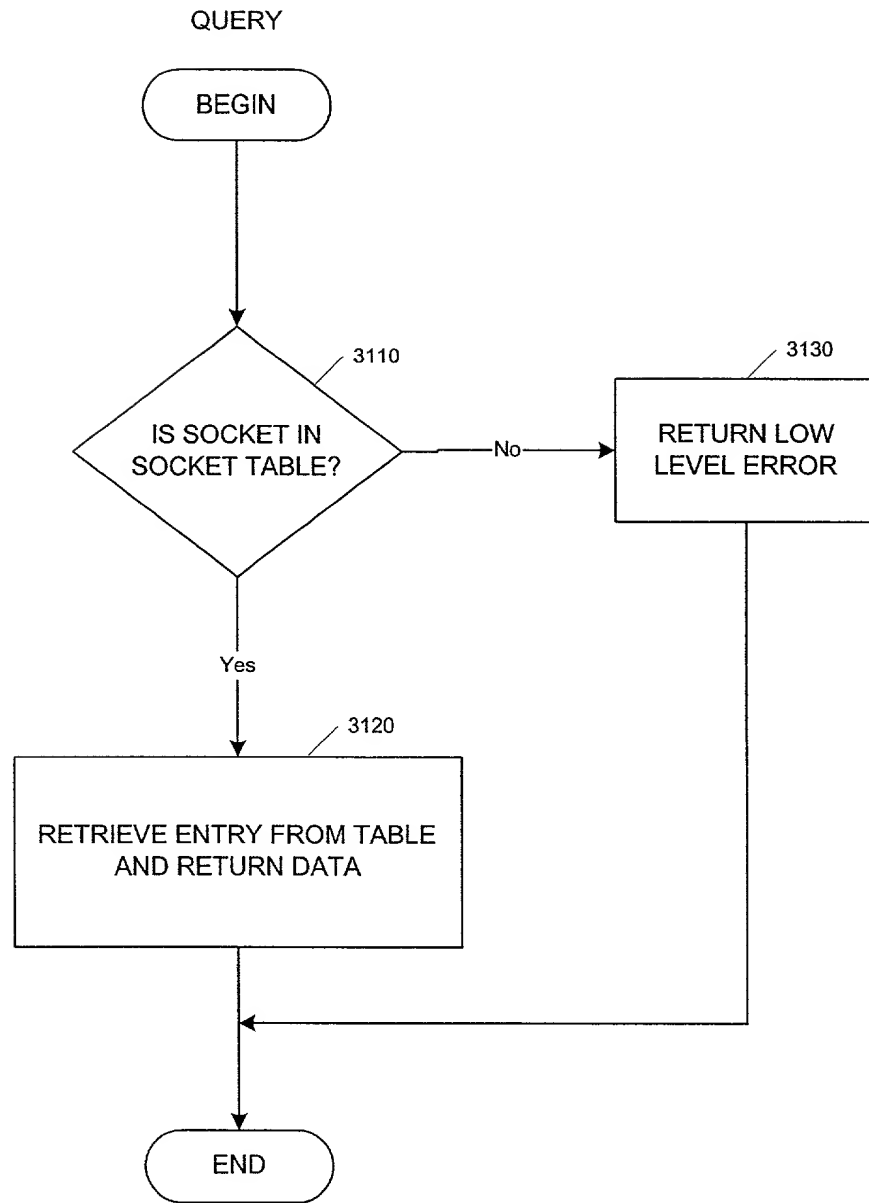 QUERY
BEGIN
3110
IS SOCKET IN
SOCKET TABLE?
No
3130
RETURN LOW
LEVEL ERROR
Yes
3120
RETRIEVE ENTRY FROM TABLE
AND RETURN DATA
END